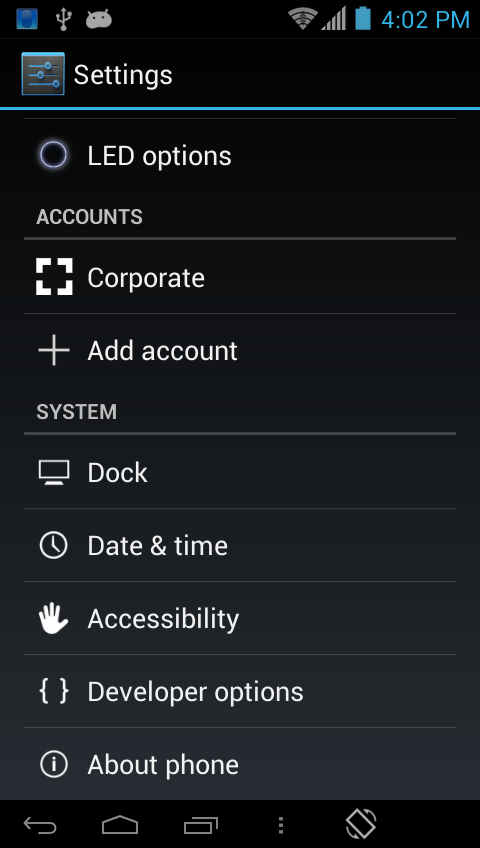 4:02 PM
Settings
LED options
ACCOUNTS
Corporate
Add account
SYSTEM
Dock
Date & time
Accessibility
Developer options
About phone